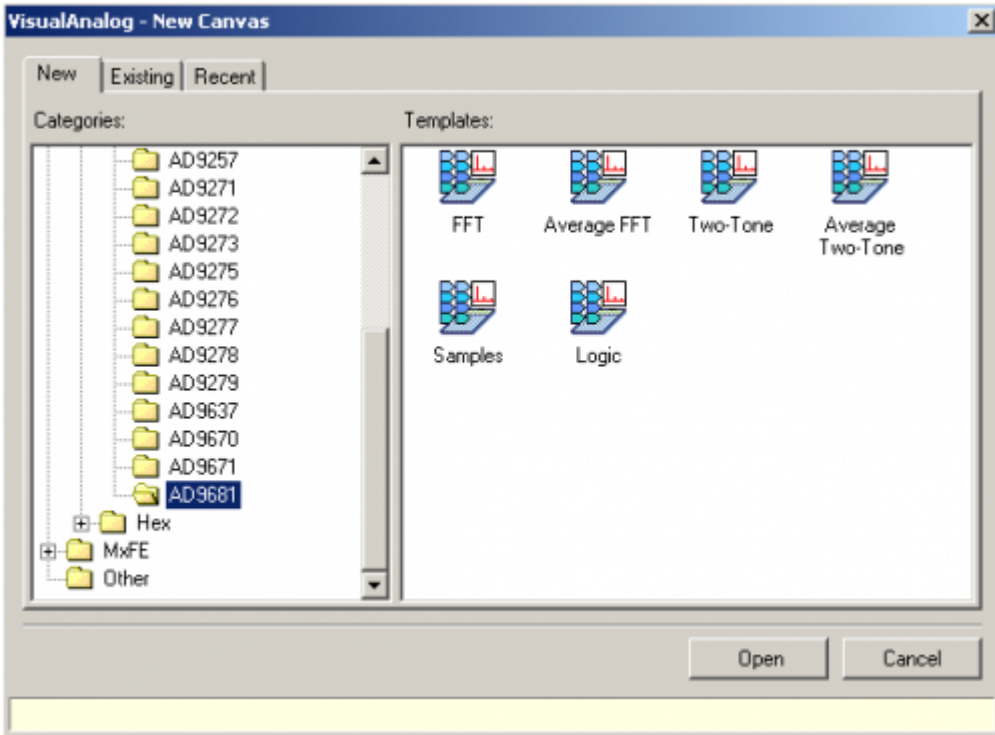 VisualAnalog - New Canvas
New Existing Recent
Categories:
Templates:
AD9257
AD9271
AD9272
AD9273
AD9275
AD9276
AD9277
AD9278
AD9279
AD9637
AD9670
AD9671
AD9681
Hex
MxFE
Other
FFT
Average FFT
Two-Tone
Average
Two-Tone
Samples
Logic
Open
Cancel